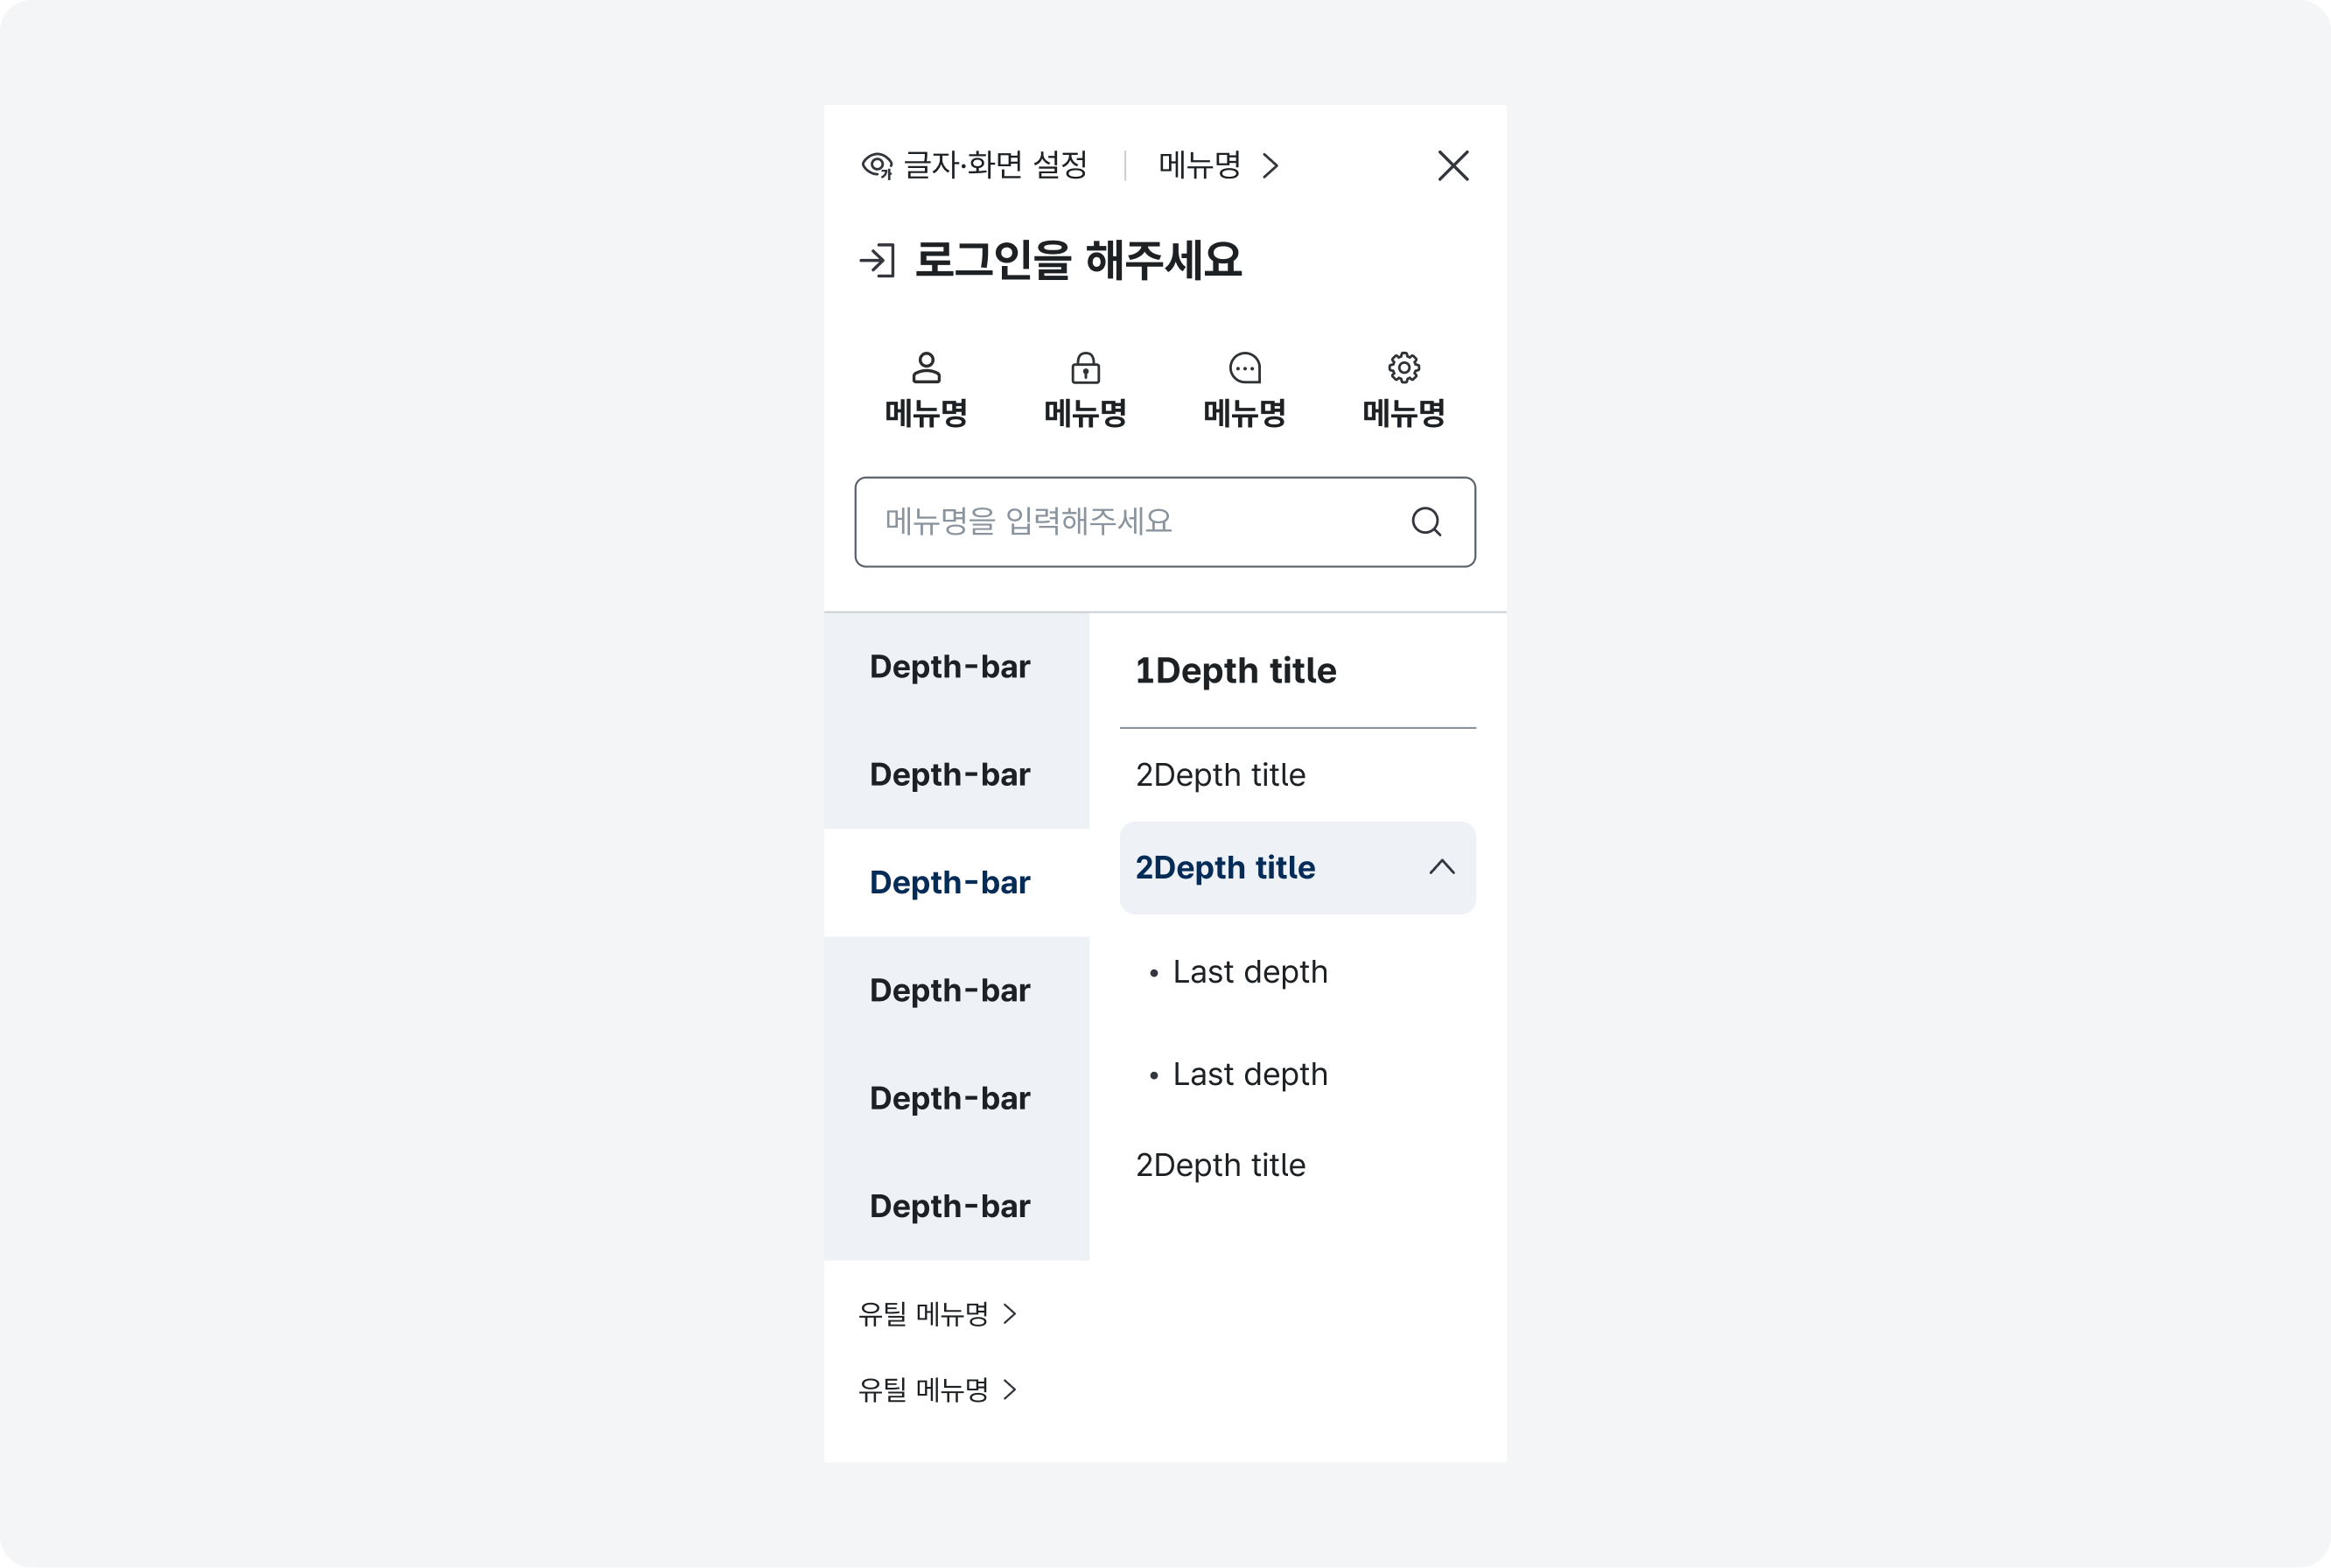 글자·화면 설정 메뉴명
로그인을 해주세요
메뉴명 메뉴명 메뉴명 메뉴명
메뉴명을 입력해주세요
Depth-bar
Depth-bar
Depth-bar
Depth-bar
Depth-bar
Depth-bar
1Depth title
2Depth title
2Depth title
• Last depth
• Last depth
2Depth title
유틸 메뉴명
유틸 메뉴명